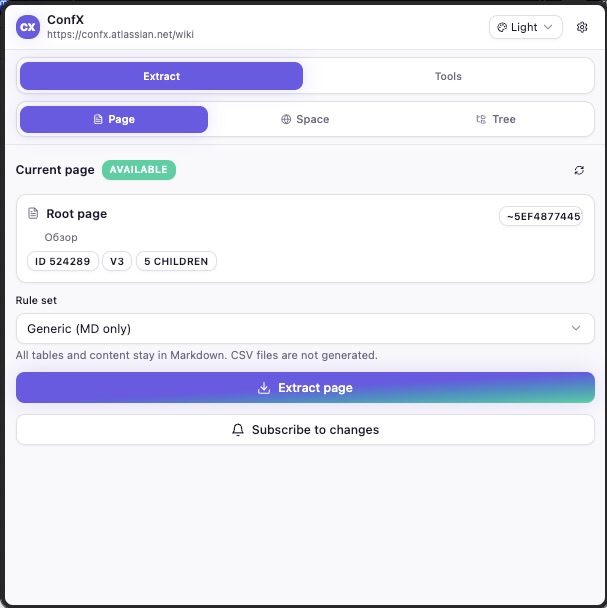 CX
ConfX
https://confx.atlassian.net/wiki
Light
Extract
Tools
Page
Space
Tree
Current page
AVAILABLE
Root page
~5EF4877445
Обзор
ID 524289
V3
5 CHILDREN
Rule set
Generic (MD only)
All tables and content stay in Markdown. CSV files are not generated.
Extract page
Subscribe to changes